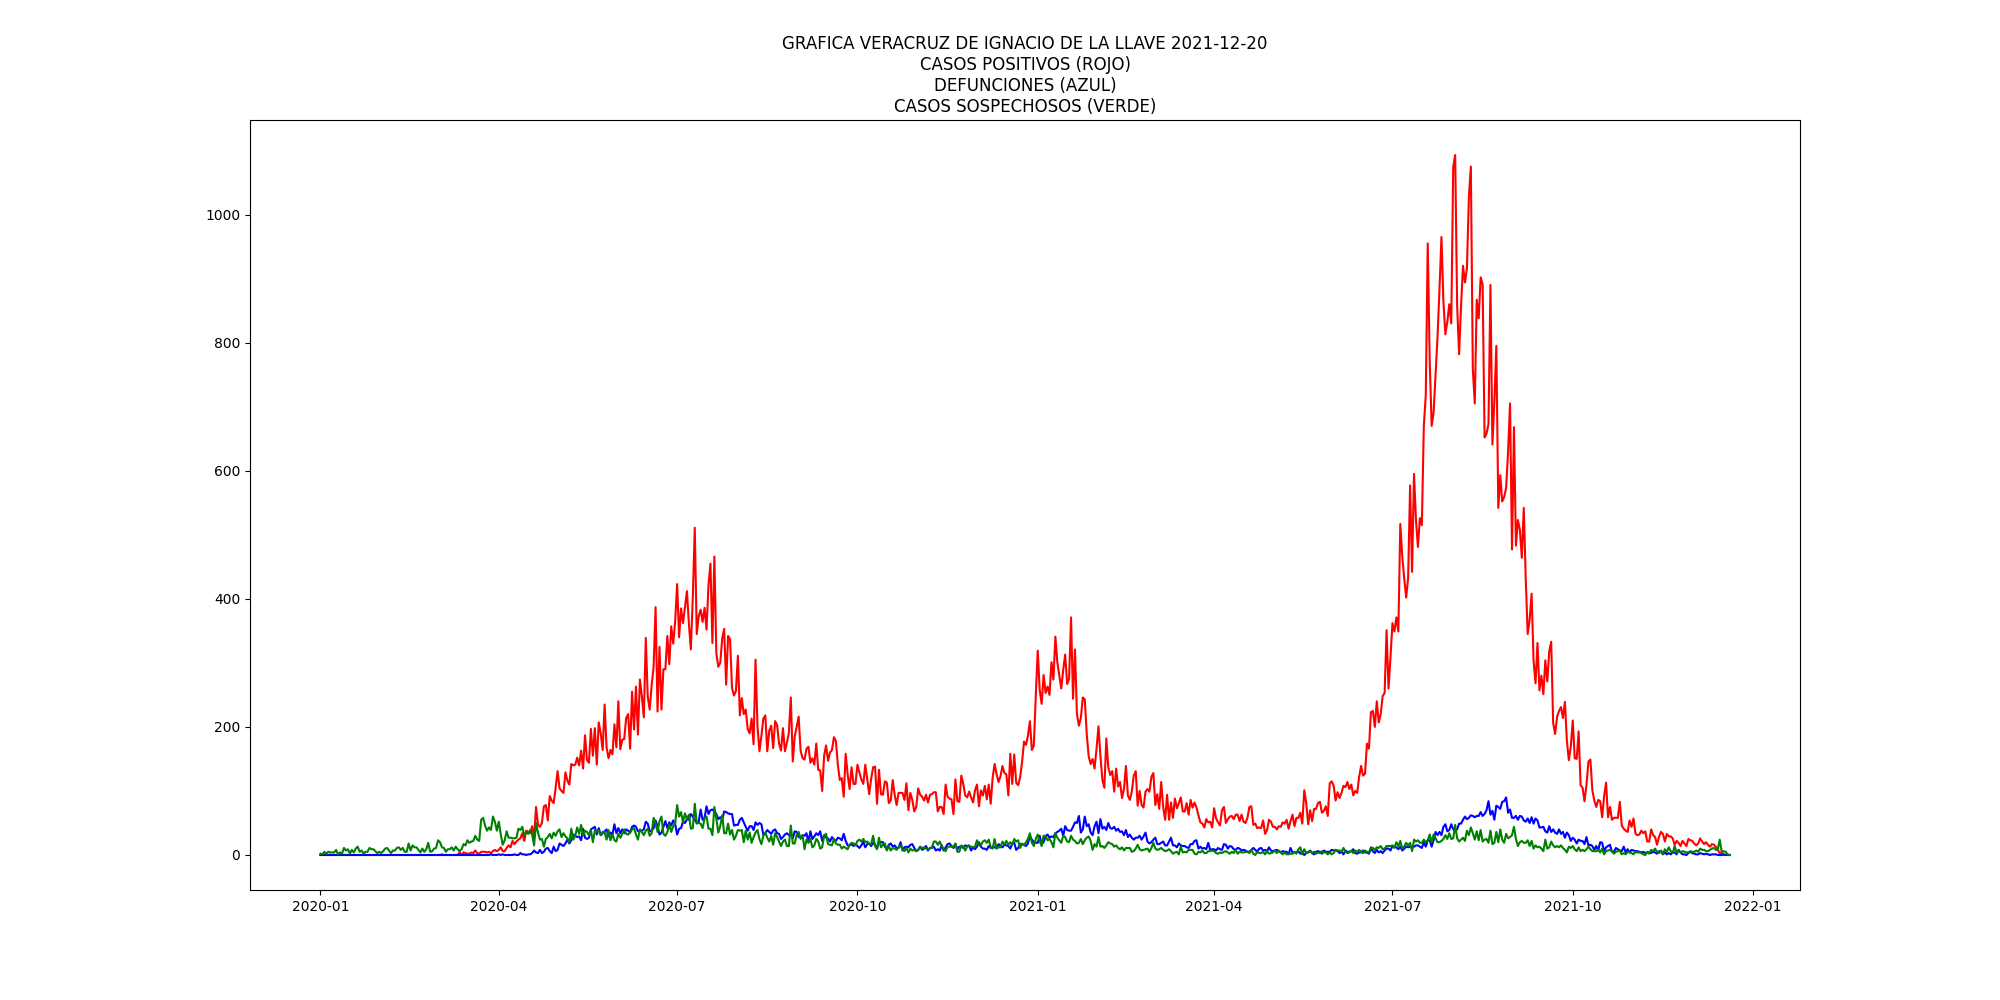 GRAFICA VERACRUZ DE IGNACIO DE LA LLAVE 2021-12-20
CASOS POSITIVOS (ROJO)
DEFUNCIONES (AZUL)
CASOS SOSPECHOSOS (VERDE)
1000
800
600
400
200
0
2020-01 2020-04 2020-07 2020-10 2021-01 2021-04 2021-07 2021-10 2022-01